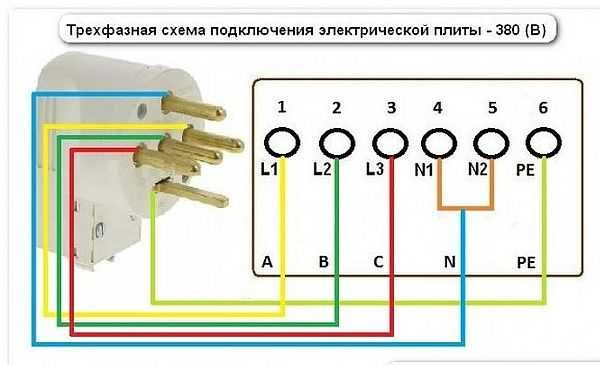 Трехфазная схема подключения электрической плиты - 380 (В)
1 2 3 4 5 6
L1 L2 L3 N1 N2 PE
A B C N PE